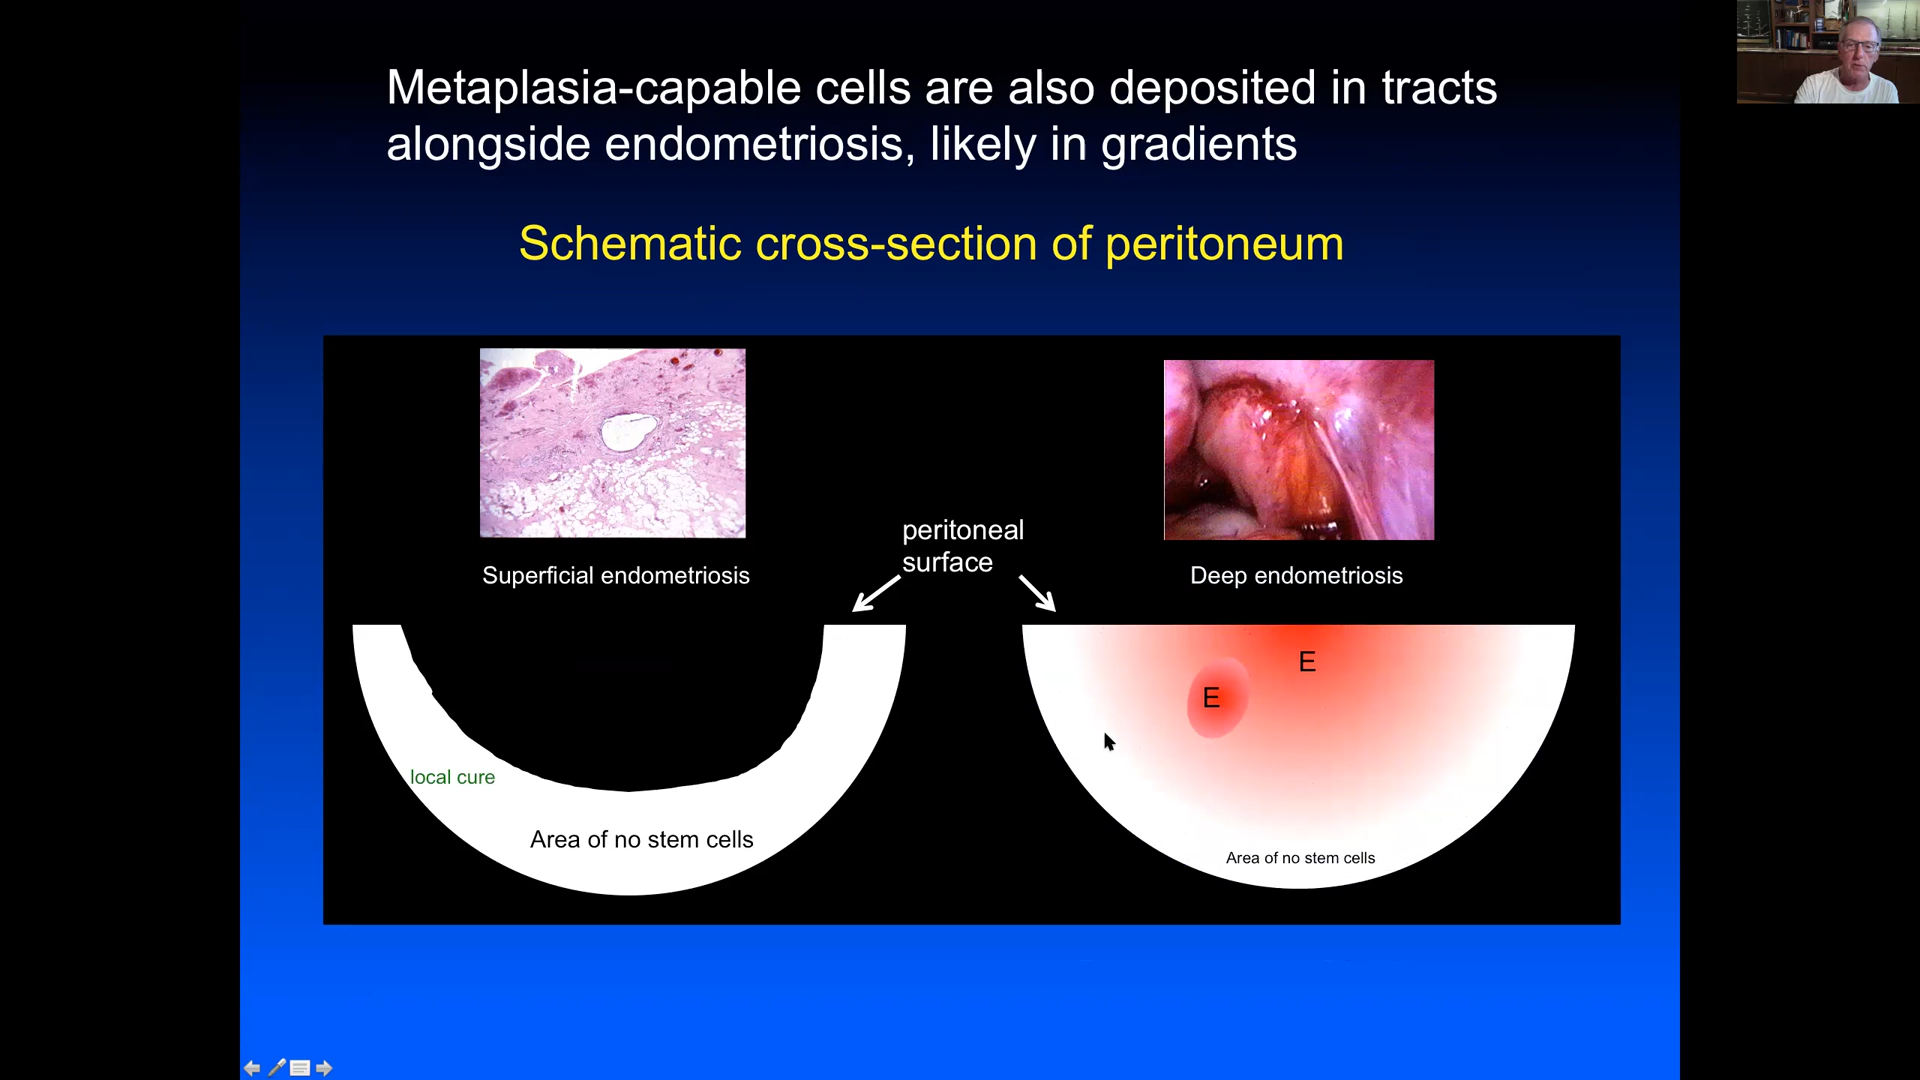 Metaplasia-capable cells are also deposited in tracts
alongside endometriosis, likely in gradients
Schematic cross-section of peritoneum
peritoneal
surface
Superficial endometriosis
Deep endometriosis
E
E
local cure
Area of no stem cells
Area of no stem cells